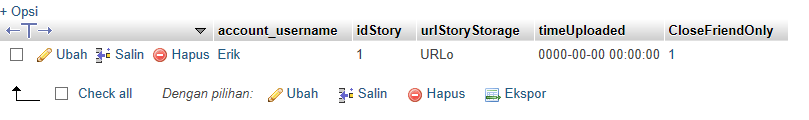 + Opsi
account_username idStory urlStoryStorage timeUploaded CloseFriendOnly
Ubah Salin Hapus Erik 1 URLo 0000-00-00 00:00:00 1
Check all Dengan pilihan: Ubah Salin Hapus Ekspor